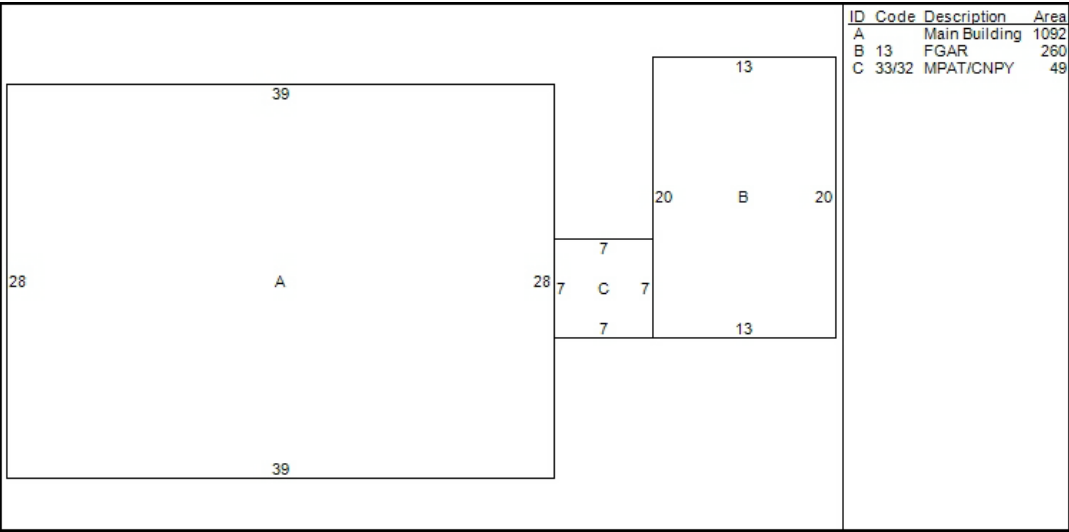 ID Code Description Area
A Main Building 1092
B 13 FGAR 260
C 33/32 MPAT/CNPY 49
13
39
20 B 20
7
28 A 28
7 C 7
7 13
39